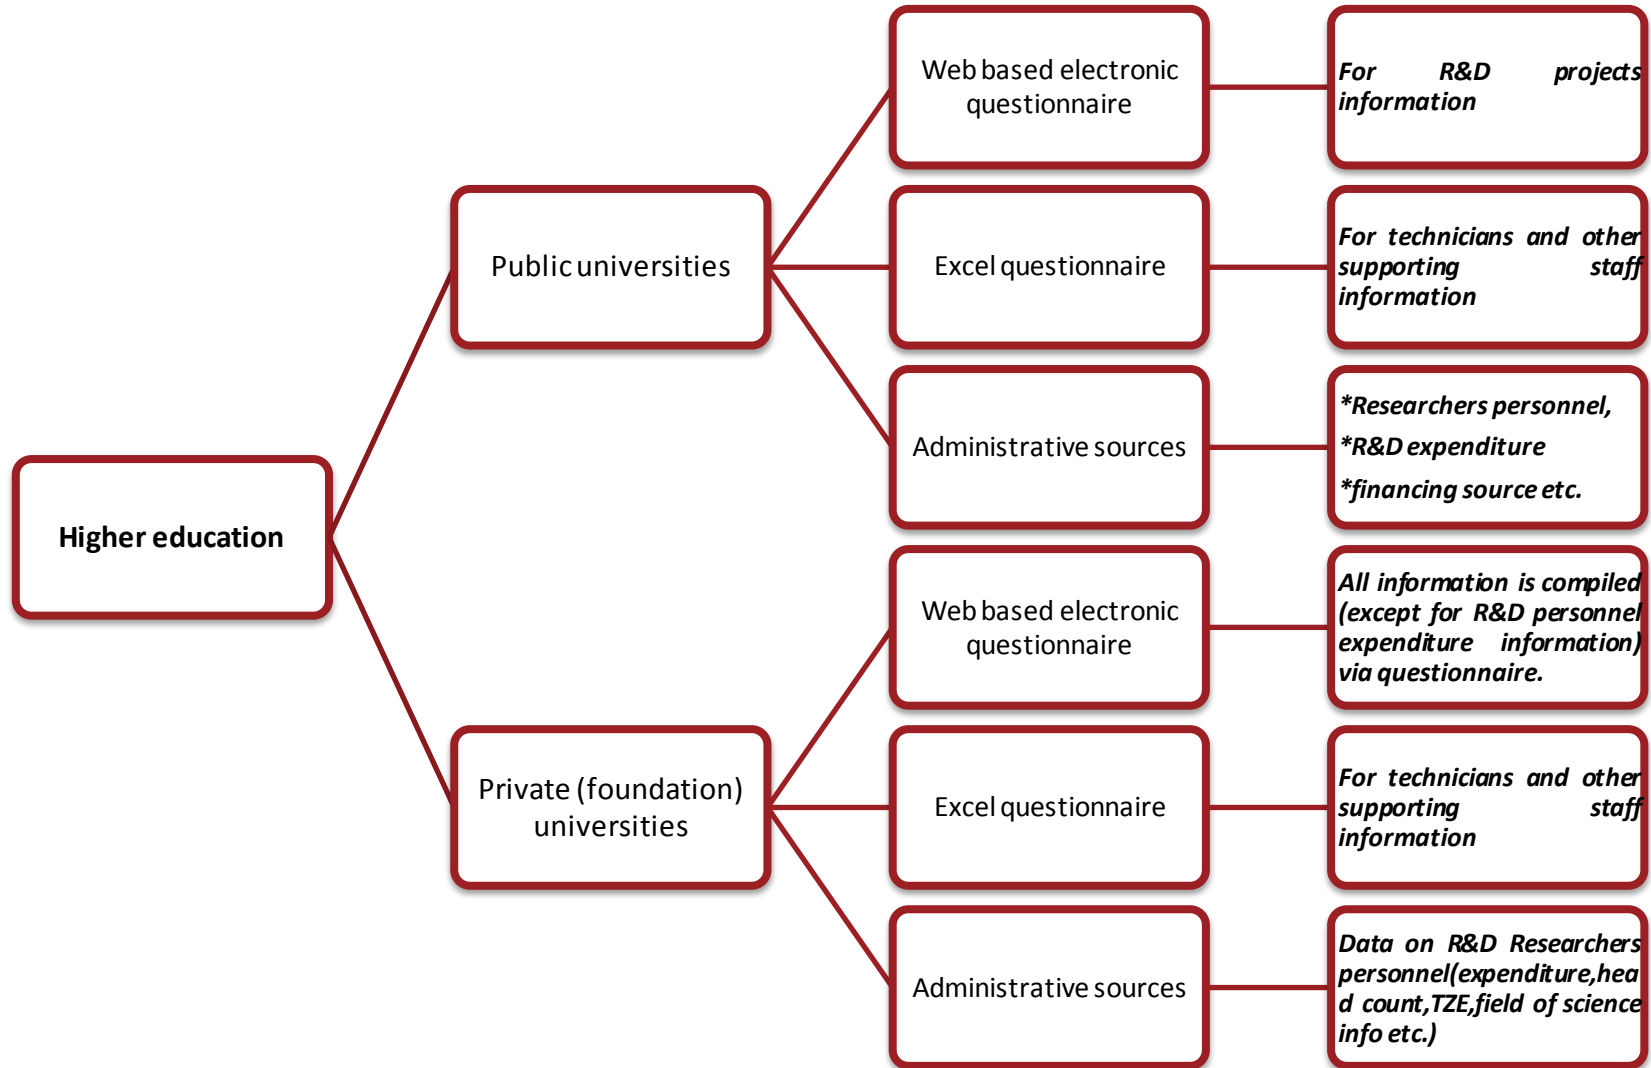 Higher education
Public universities
Web based electronic
questionnaire
For R&D projects
information
Excel questionnaire
For technicians and other
supporting staff
information
Administrative sources
*Researchers personnel,
*R&D expenditure
*financing source etc.
Private (foundation)
universities
Web based electronic
questionnaire
All information is compiled
(except for R&D personnel
expenditure information)
via questionnaire.
Excel questionnaire
For technicians and other
supporting staff
information
Administrative sources
Data on R&D Researchers
personnel(expenditure,hea
d count,TZE,field of science
info etc.)